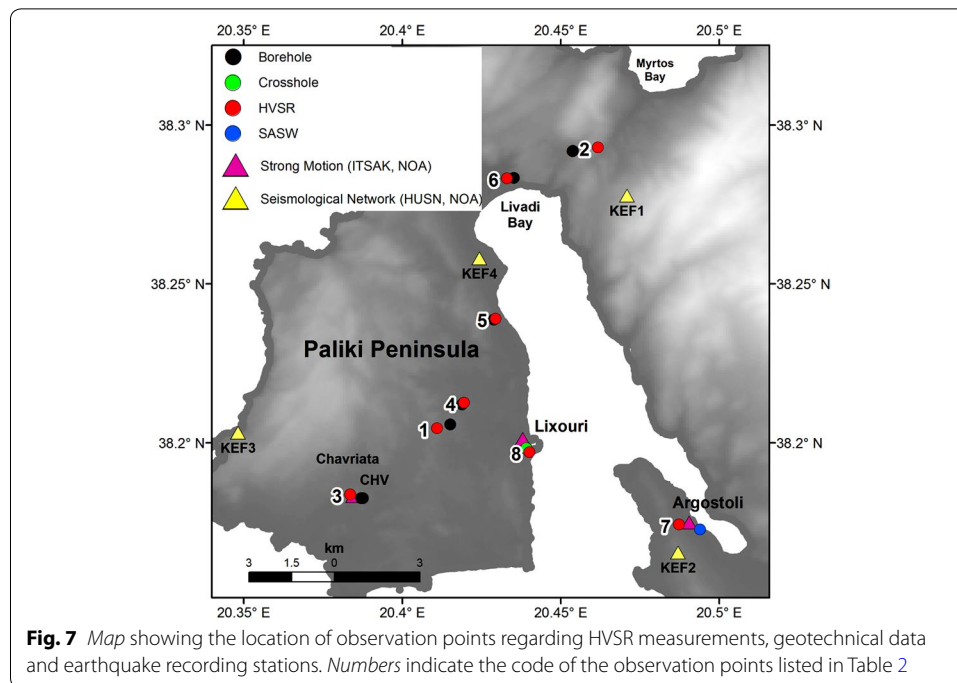 20.35° E 20.4° E 20.45° E 20.5° E
Borehole
Crosshole
HVSR
SASW
Strong Motion (ITSAK, NOA)
Seismological Network (HUSN, NOA)
Myrtos
Bay
38.3° N 38.3° N
2
6
KEF1
Livadi
Bay
KEF4
38.25° N 38.25° N
5
Paliki Peninsula
4
1
Lixouri
38.2° N 38.2° N
KEF3
8
Chavriata
CHV
3
Argostoli
7
KEF2
km
3 1.5 0 3
20.35° E 20.4° E 20.45° E 20.5° E
Fig. 7 Map showing the location of observation points regarding HVSR measurements, geotechnical data
and earthquake recording stations. Numbers indicate the code of the observation points listed in Table 2